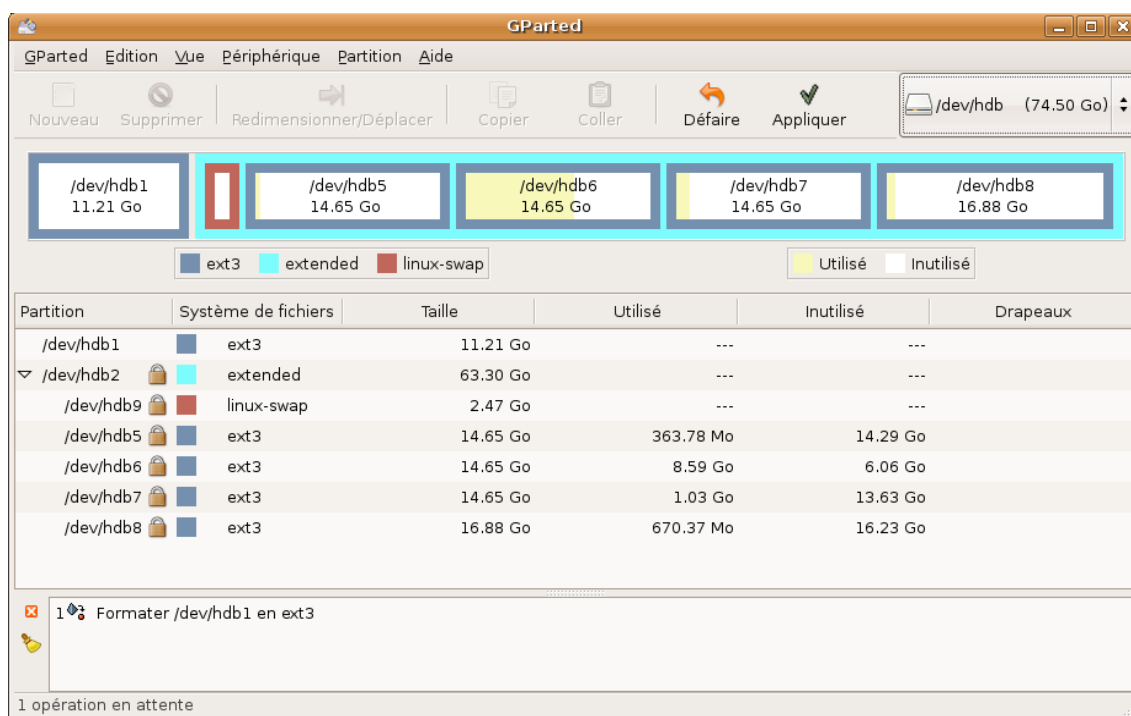 GParted
GParted Edition Vue Périphérique Partition Aide
Nouveau Supprimer Redimensionner/Déplacer Copier Coller Défaire Appliquer /dev/hdb (74.50 Go)
/dev/hdb1 /dev/hdb5 /dev/hdb6 /dev/hdb7 /dev/hdb8
11.21 Go 14.65 Go 14.65 Go 14.65 Go 16.88 Go
ext3 extended linux-swap Utilisé Inutilisé
Partition Système de fichiers Taille Utilisé Inutilisé Drapeaux
/dev/hdb1 ext3 11.21 Go --- ---
/dev/hdb2 extended 63.30 Go --- ---
/dev/hdb9 linux-swap 2.47 Go --- ---
/dev/hdb5 ext3 14.65 Go 363.78 Mo 14.29 Go
/dev/hdb6 ext3 14.65 Go 8.59 Go 6.06 Go
/dev/hdb7 ext3 14.65 Go 1.03 Go 13.63 Go
/dev/hdb8 ext3 16.88 Go 670.37 Mo 16.23 Go
1 Formater /dev/hdb1 en ext3
1 opération en attente